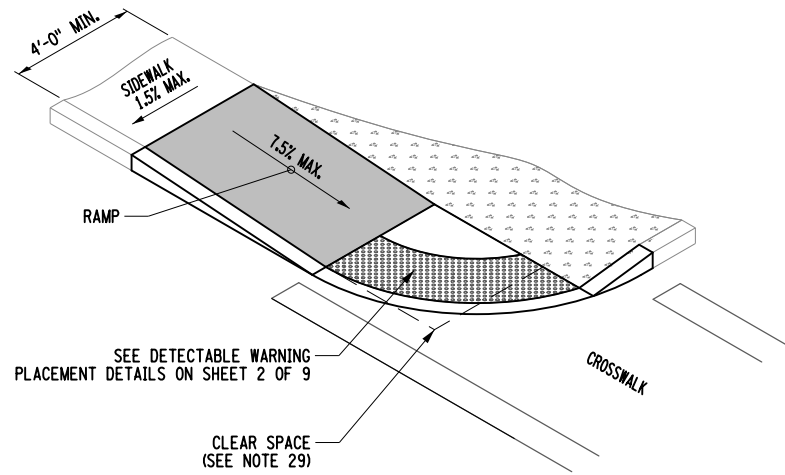 4'-0" MIN.
SIDEWALK
1.5% MAX.
7.5% MAX.
RAMP
SEE DETECTABLE WARNING
PLACEMENT DETAILS ON SHEET 2 OF 9
CROSSWALK
CLEAR SPACE
(SEE NOTE 29)